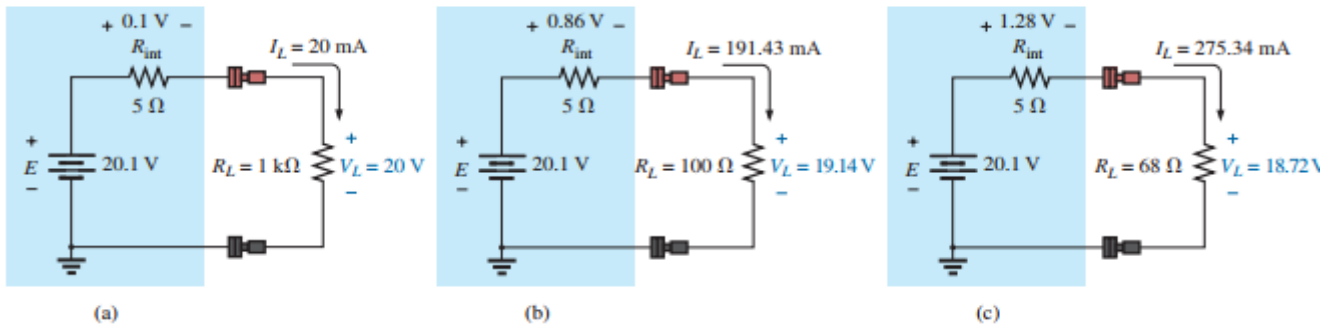 + 0.1 V −
R_int
I_L = 20 mA
5 Ω
+
E
−
20.1 V
R_L = 1 kΩ
+
V_L = 20 V
−
(a)
+ 0.86 V −
R_int
I_L = 191.43 mA
5 Ω
+
E
−
20.1 V
R_L = 100 Ω
+
V_L = 19.14 V
−
(b)
+ 1.28 V −
R_int
I_L = 275.34 mA
5 Ω
+
E
−
20.1 V
R_L = 68 Ω
+
V_L = 18.72 V
−
(c)